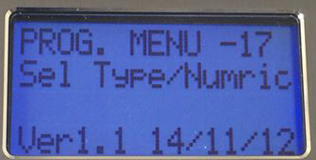 PROG. MENU -17
Sel Type/Numric
Ver1.1 14/11/12